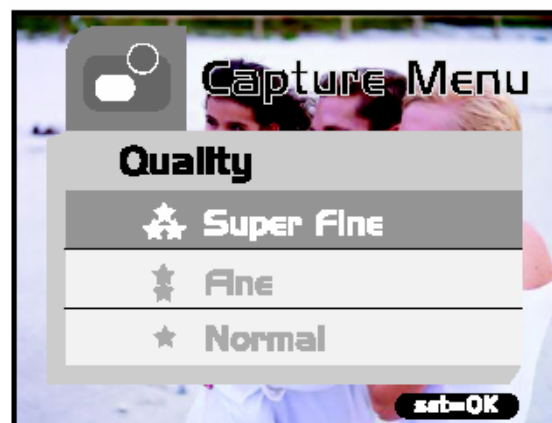 Capture Menu
Quality
Super Fine
Fine
Normal
set=OK